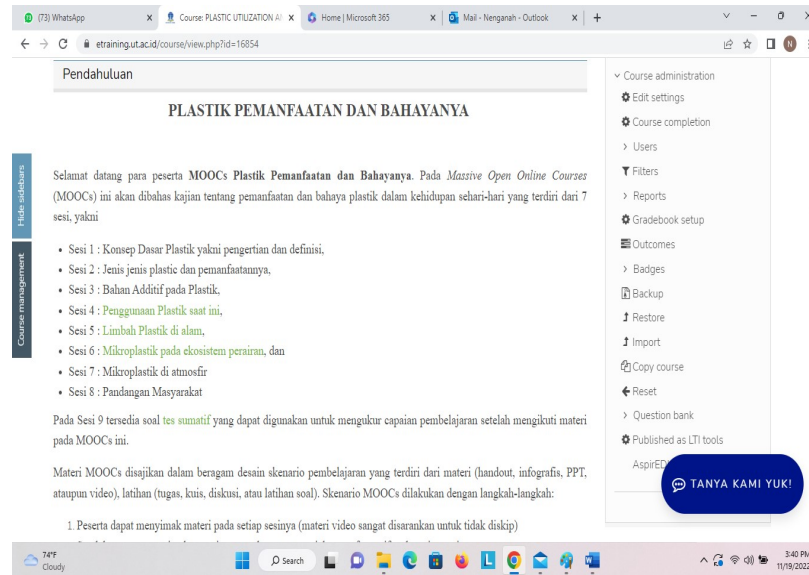 (73) WhatsApp
Course: PLASTIC UTILIZATION AN
Home | Microsoft 365
Mail - Nenganah - Outlook
etraining.ut.ac.id/course/view.php?id=16854
N
Pendahuluan
PLASTIK PEMANFAATAN DAN BAHAYANYA
Selamat datang para peserta MOOCs Plastik Pemanfaatan dan Bahayanya. Pada Massive Open Online Courses
(MOOCs) ini akan dibahas kajian tentang pemanfaatan dan bahaya plastik dalam kehidupan sehari-hari yang terdiri dari 7
sesi, yakni
• Sesi 1 : Konsep Dasar Plastik yakni pengertian dan definisi,
• Sesi 2 : Jenis jenis plastic dan pemanfaatannya,
• Sesi 3 : Bahan Additif pada Plastik,
• Sesi 4 : Penggunaan Plastik saat ini,
• Sesi 5 : Limbah Plastik di alam,
• Sesi 6 : Mikroplastik pada ekosistem perairan, dan
• Sesi 7 : Mikroplastik di atmosfir
• Sesi 8 : Pandangan Masyarakat
Pada Sesi 9 tersedia soal tes sumatif yang dapat digunakan untuk mengukur capaian pembelajaran setelah mengikuti materi
pada MOOCs ini.
Materi MOOCs disajikan dalam beragam desain skenario pembelajaran yang terdiri dari materi (handout, infografis, PPT,
ataupun video), latihan (tugas, kuis, diskusi, atau latihan soal). Skenario MOOCs dilakukan dengan langkah-langkah:
1. Peserta dapat menyimak materi pada setiap sesinya (materi video sangat disarankan untuk tidak diskip)
Hide sidebars
Course management
Course administration
Edit settings
Course completion
Users
Filters
Reports
Gradebook setup
Outcomes
Badges
Backup
Restore
Import
Copy course
Reset
Question bank
Published as LTI tools
AspirED
TANYA KAMI YUK!
74°F
Cloudy
Search
3:40 PM
11/19/2023